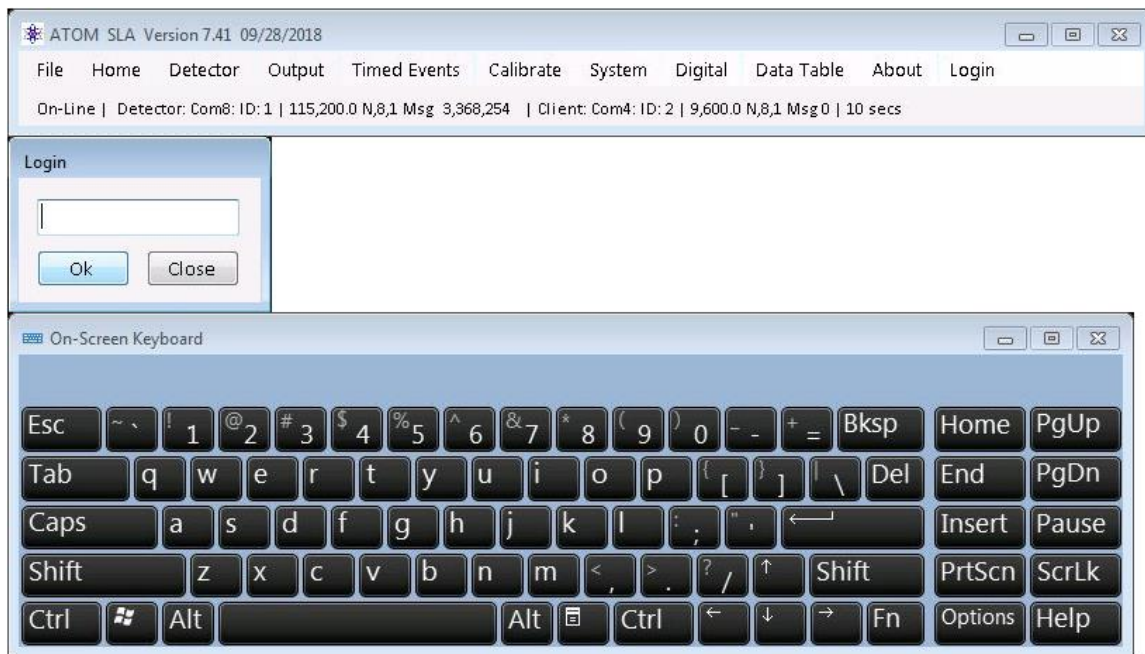 ATOM SLA Version 7.41 09/28/2018
File Home Detector Output Timed Events Calibrate System Digital Data Table About Login
On-Line | Detector: Com8: ID: 1 | 115,200.0 N,8,1 Msg 3,368,254 | Client: Com4: ID: 2 | 9,600.0 N,8,1 Msg 0 | 10 secs
Login
Ok Close
On-Screen Keyboard
Esc ~ ` ! 1 @ 2 # 3 $ 4 % 5 ^ 6 & 7 * 8 ( 9 ) 0 _ - + = Bksp Home PgUp
Tab q w e r t y u i o p { [ } ] | \ Del End PgDn
Caps a s d f g h j k l : ; " ' Insert Pause
Shift z x c v b n m < , > . ? / ↑ Shift PrtScn ScrLk
Ctrl Alt Alt Ctrl ← ↓ → Fn Options Help